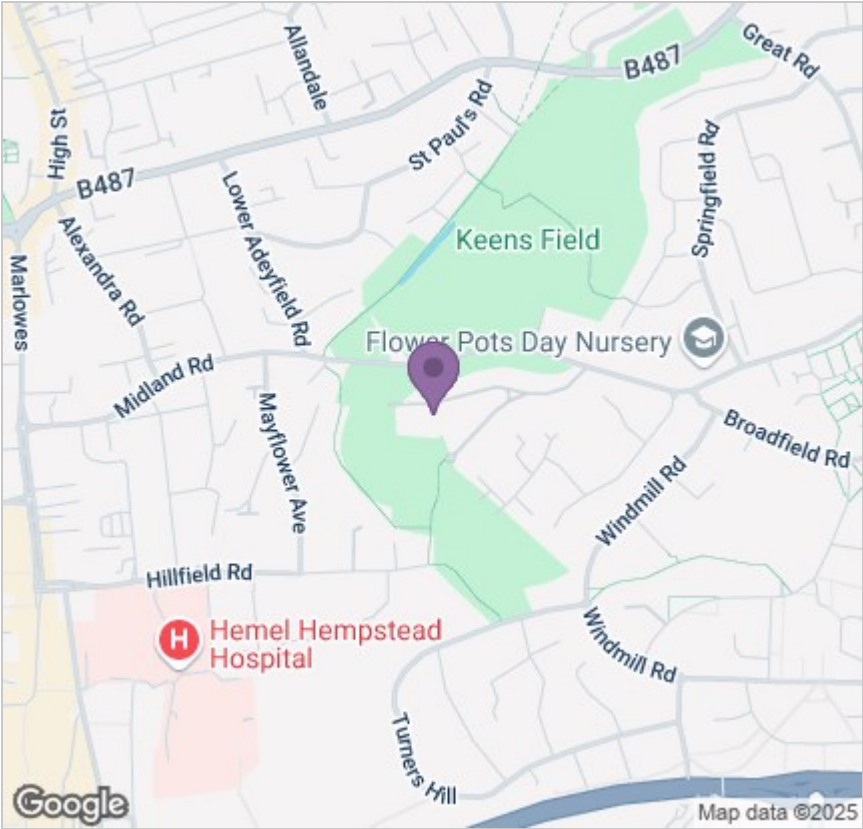 Allandale
Great Rd
B487
High St
St Paul's Rd
Springfield Rd
B487
Lower Adeyfield Rd
Alexandra Rd
Keens Field
Marlowes
Flower Pots Day Nursery
Midland Rd
Mayflower Ave
Broadfield Rd
Windmill Rd
Hillfield Rd
H
Hemel Hempstead
Hospital
Windmill Rd
Turners Hill
Google
Map data ©2025